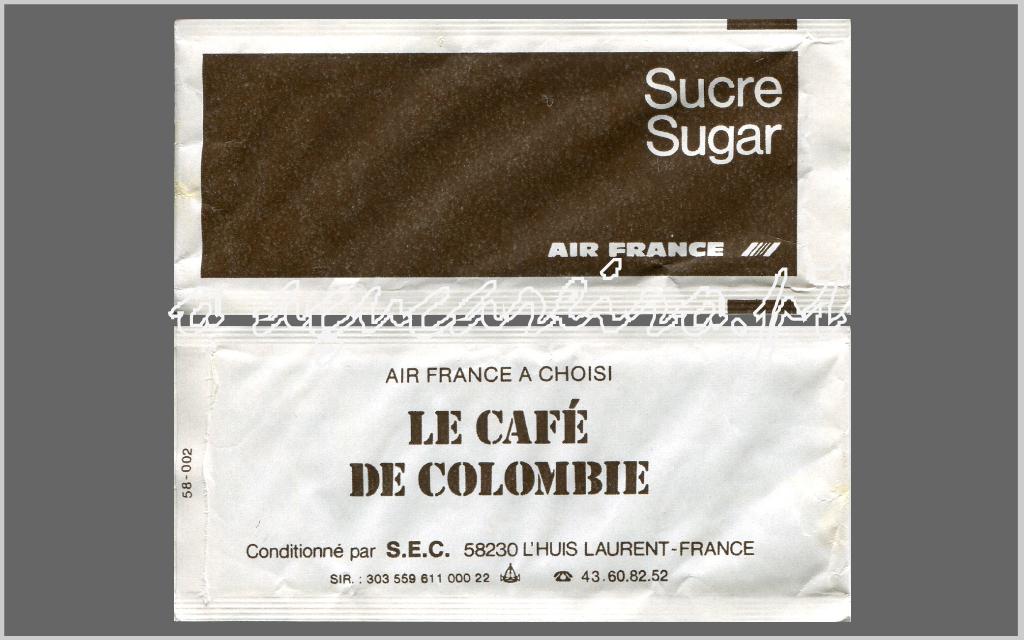 Sucre
Sugar
AIR FRANCE
AIR FRANCE A CHOISI
LE CAFÉ
DE COLOMBIE
58-002
Conditionné par S.E.C. 58230 L'HUIS LAURENT-FRANCE
SIR. : 303 559 611 000 22 ☎ 43.60.82.52